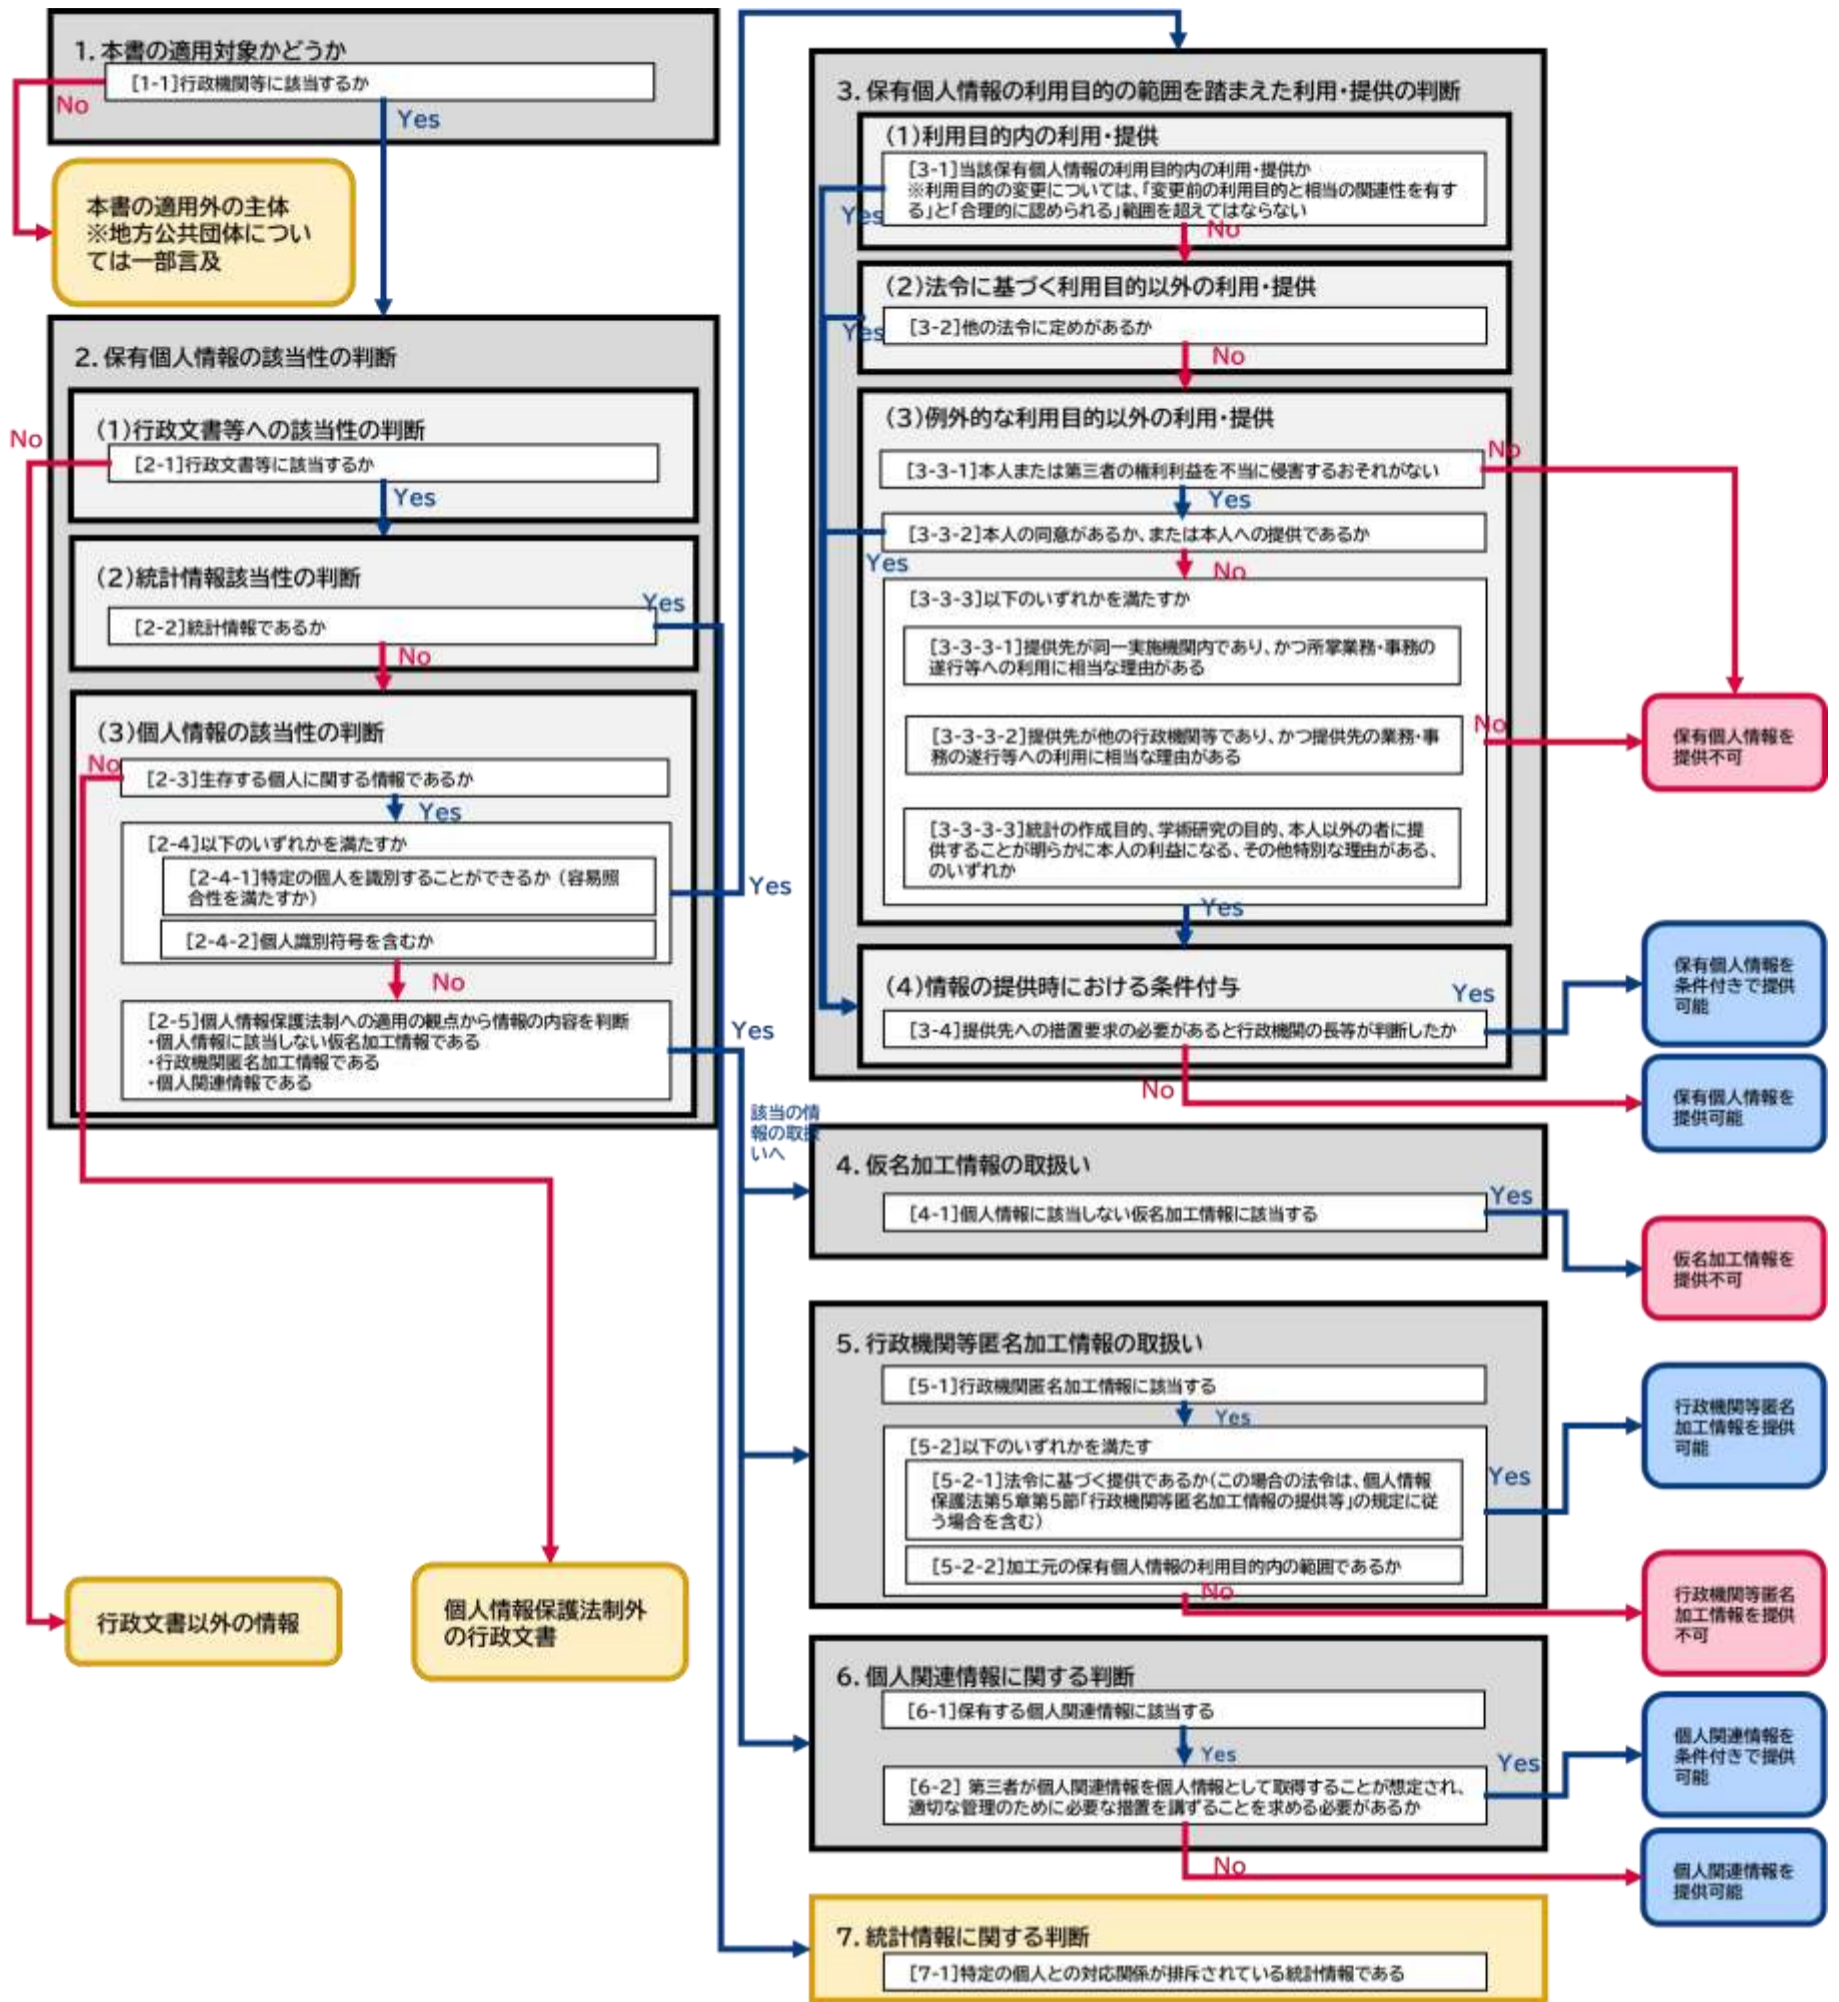 1. 本書の適用対象かどうか
[1-1]行政機関等に該当するか
No
Yes
本書の適用外の主体
※地方公共団体につい
ては一部言及
2. 保有個人情報の該当性の判断
(1)行政文書等への該当性の判断
No
[2-1]行政文書等に該当するか
Yes
(2)統計情報該当性の判断
Yes
[2-2]統計情報であるか
No
(3)個人情報の該当性の判断
No
[2-3]生存する個人に関する情報であるか
Yes
[2-4]以下のいずれかを満たすか
[2-4-1]特定の個人を識別することができるか（容易照
合性を満たすか）
Yes
[2-4-2]個人識別符号を含むか
No
[2-5]個人情報保護法制への適用の観点から情報の内容を判断
・個人情報に該当しない仮名加工情報である
・行政機関匿名加工情報である
・個人関連情報である
Yes
該当の情
報の取扱
いへ
行政文書以外の情報
個人情報保護法制外
の行政文書
3. 保有個人情報の利用目的の範囲を踏まえた利用・提供の判断
(1)利用目的内の利用・提供
[3-1]当該保有個人情報の利用目的内の利用・提供か
※利用目的の変更については、「変更前の利用目的と相当の関連性を有す
る」と「合理的に認められる」範囲を超えてはならない
Yes
No
(2)法令に基づく利用目的以外の利用・提供
[3-2]他の法令に定めがあるか
Yes
No
(3)例外的な利用目的以外の利用・提供
No
[3-3-1]本人または第三者の権利利益を不当に侵害するおそれがない
Yes
[3-3-2]本人の同意があるか、または本人への提供であるか
Yes
No
[3-3-3]以下のいずれかを満たすか
[3-3-3-1]提供先が同一実施機関内であり、かつ所掌業務・事務の
遂行等への利用に相当な理由がある
[3-3-3-2]提供先が他の行政機関等であり、かつ提供先の業務・事
務の遂行等への利用に相当な理由がある
No
[3-3-3-3]統計の作成目的、学術研究の目的、本人以外の者に提
供することが明らかに本人の利益になる、その他特別な理由がある、
のいずれか
Yes
保有個人情報を
提供不可
(4)情報の提供時における条件付与
Yes
[3-4]提供先への措置要求の必要があると行政機関の長等が判断したか
No
保有個人情報を
条件付きで提供
可能
保有個人情報を
提供可能
4. 仮名加工情報の取扱い
[4-1]個人情報に該当しない仮名加工情報に該当する
Yes
仮名加工情報を
提供不可
5. 行政機関等匿名加工情報の取扱い
[5-1]行政機関匿名加工情報に該当する
Yes
[5-2]以下のいずれかを満たす
[5-2-1]法令に基づく提供であるか(この場合の法令は、個人情報
保護法第5章第5節「行政機関等匿名加工情報の提供等」の規定に従
う場合を含む)
Yes
[5-2-2]加工元の保有個人情報の利用目的内の範囲であるか
No
行政機関等匿名
加工情報を提供
可能
行政機関等匿名
加工情報を提供
不可
6. 個人関連情報に関する判断
[6-1]保有する個人関連情報に該当する
Yes
[6-2] 第三者が個人関連情報を個人情報として取得することが想定され、
適切な管理のために必要な措置を講ずることを求める必要があるか
Yes
No
個人関連情報を
条件付きで提供
可能
個人関連情報を
提供可能
7. 統計情報に関する判断
[7-1]特定の個人との対応関係が排斥されている統計情報である